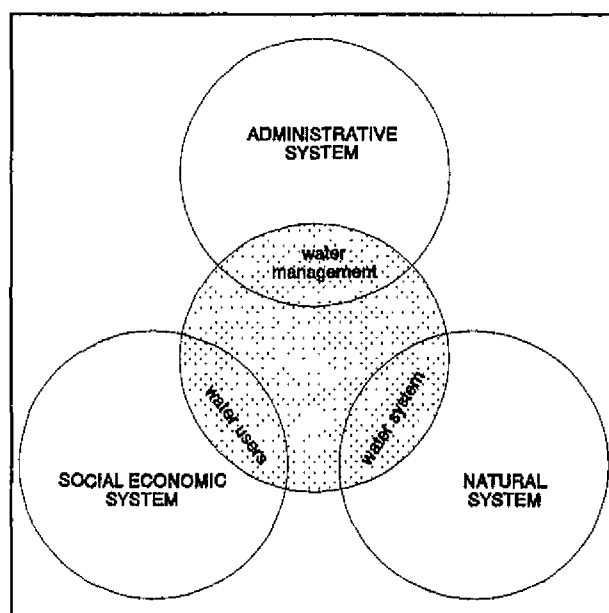 ADMINISTRATIVE
SYSTEM
water
management
water users
water system
SOCIAL ECONOMIC
SYSTEM
NATURAL
SYSTEM